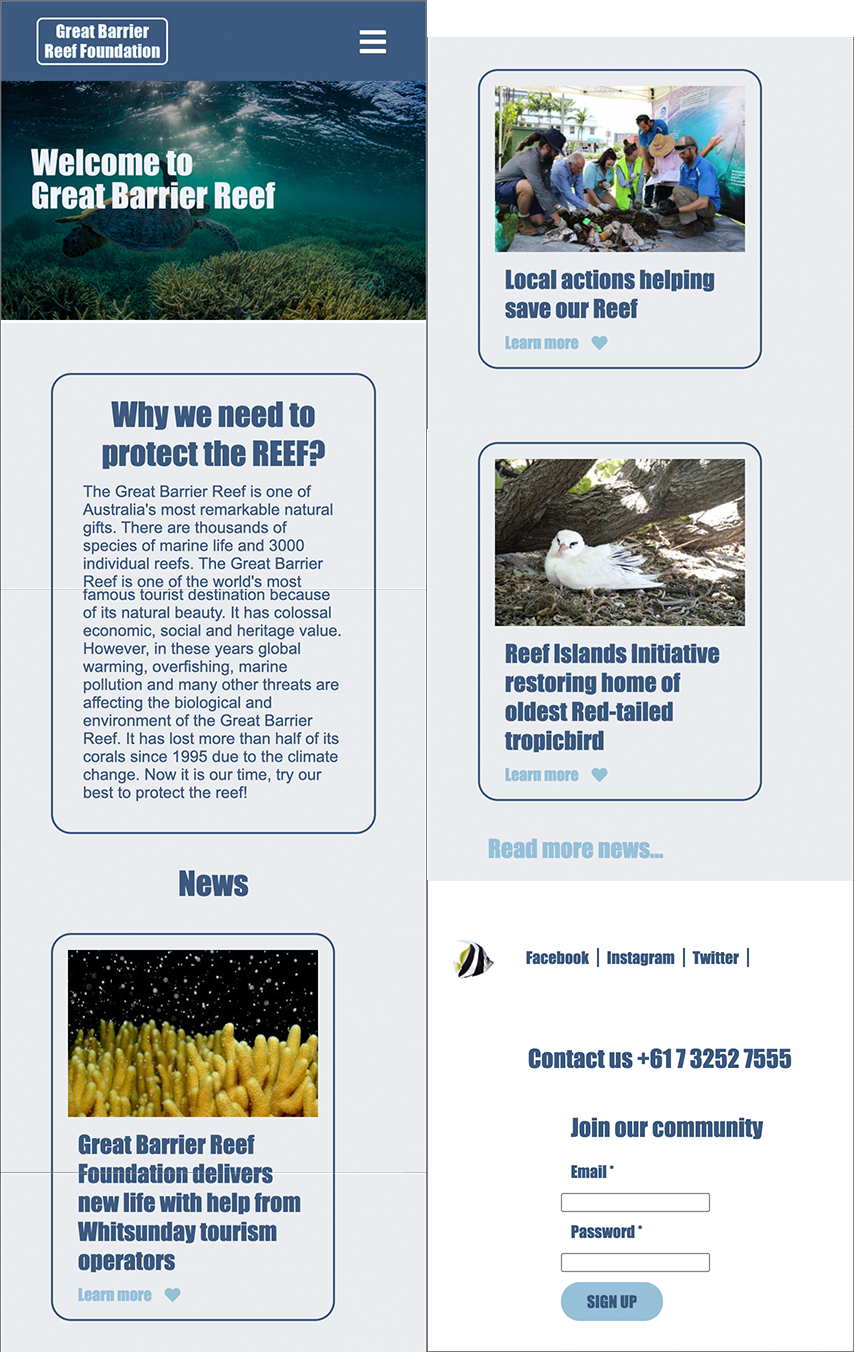 Great Barrier
Reef Foundation
Welcome to
Great Barrier Reef
Why we need to
protect the REEF?
The Great Barrier Reef is one of
Australia's most remarkable natural
gifts. There are thousands of
species of marine life and 3000
individual reefs. The Great Barrier
Reef is one of the world's most
famous tourist destination because
of its natural beauty. It has colossal
economic, social and heritage value.
However, in these years global
warming, overfishing, marine
pollution and many other threats are
affecting the biological and
environment of the Great Barrier
Reef. It has lost more than half of its
corals since 1995 due to the climate
change. Now it is our time, try our
best to protect the reef!
News
Great Barrier Reef
Foundation delivers
new life with help from
Whitsunday tourism
operators
Learn more
Local actions helping
save our Reef
Learn more
Reef Islands Initiative
restoring home of
oldest Red-tailed
tropicbird
Learn more
Read more news...
Facebook | Instagram | Twitter |
Contact us +61 7 3252 7555
Join our community
Email *
Password *
SIGN UP